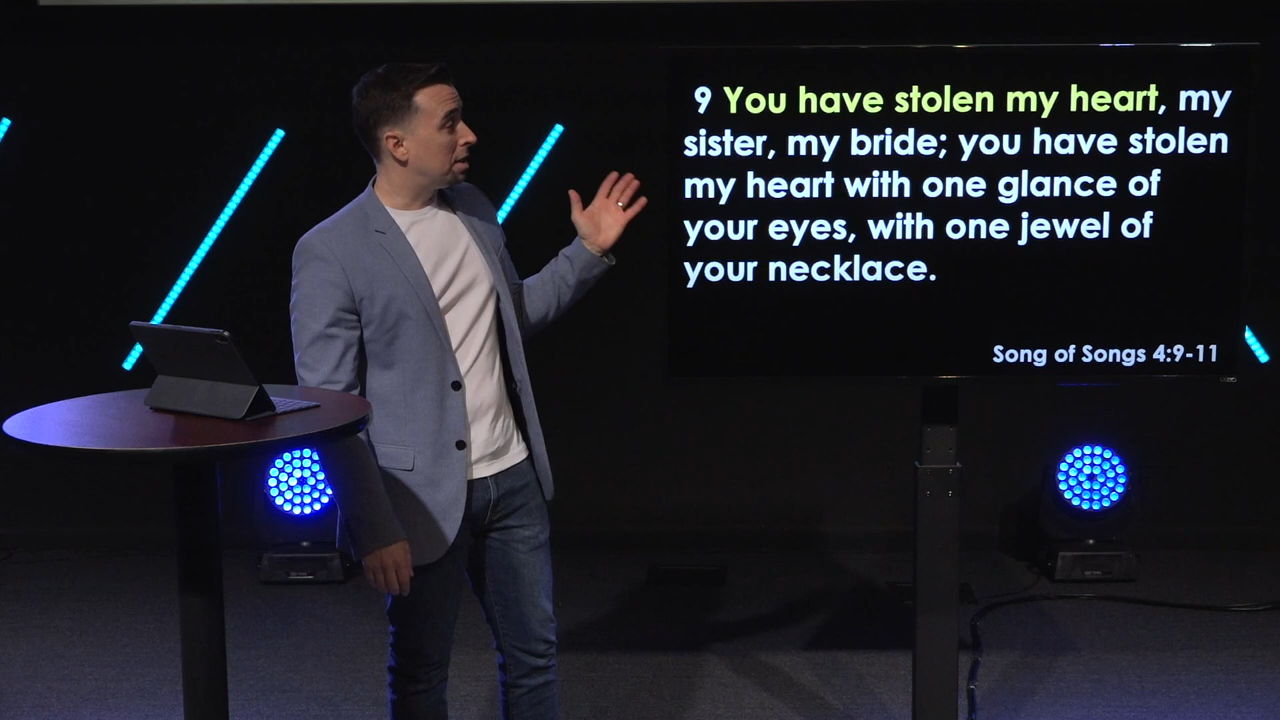 9 You have stolen my heart, my
sister, my bride; you have stolen
my heart with one glance of
your eyes, with one jewel of
your necklace.
Song of Songs 4:9-11